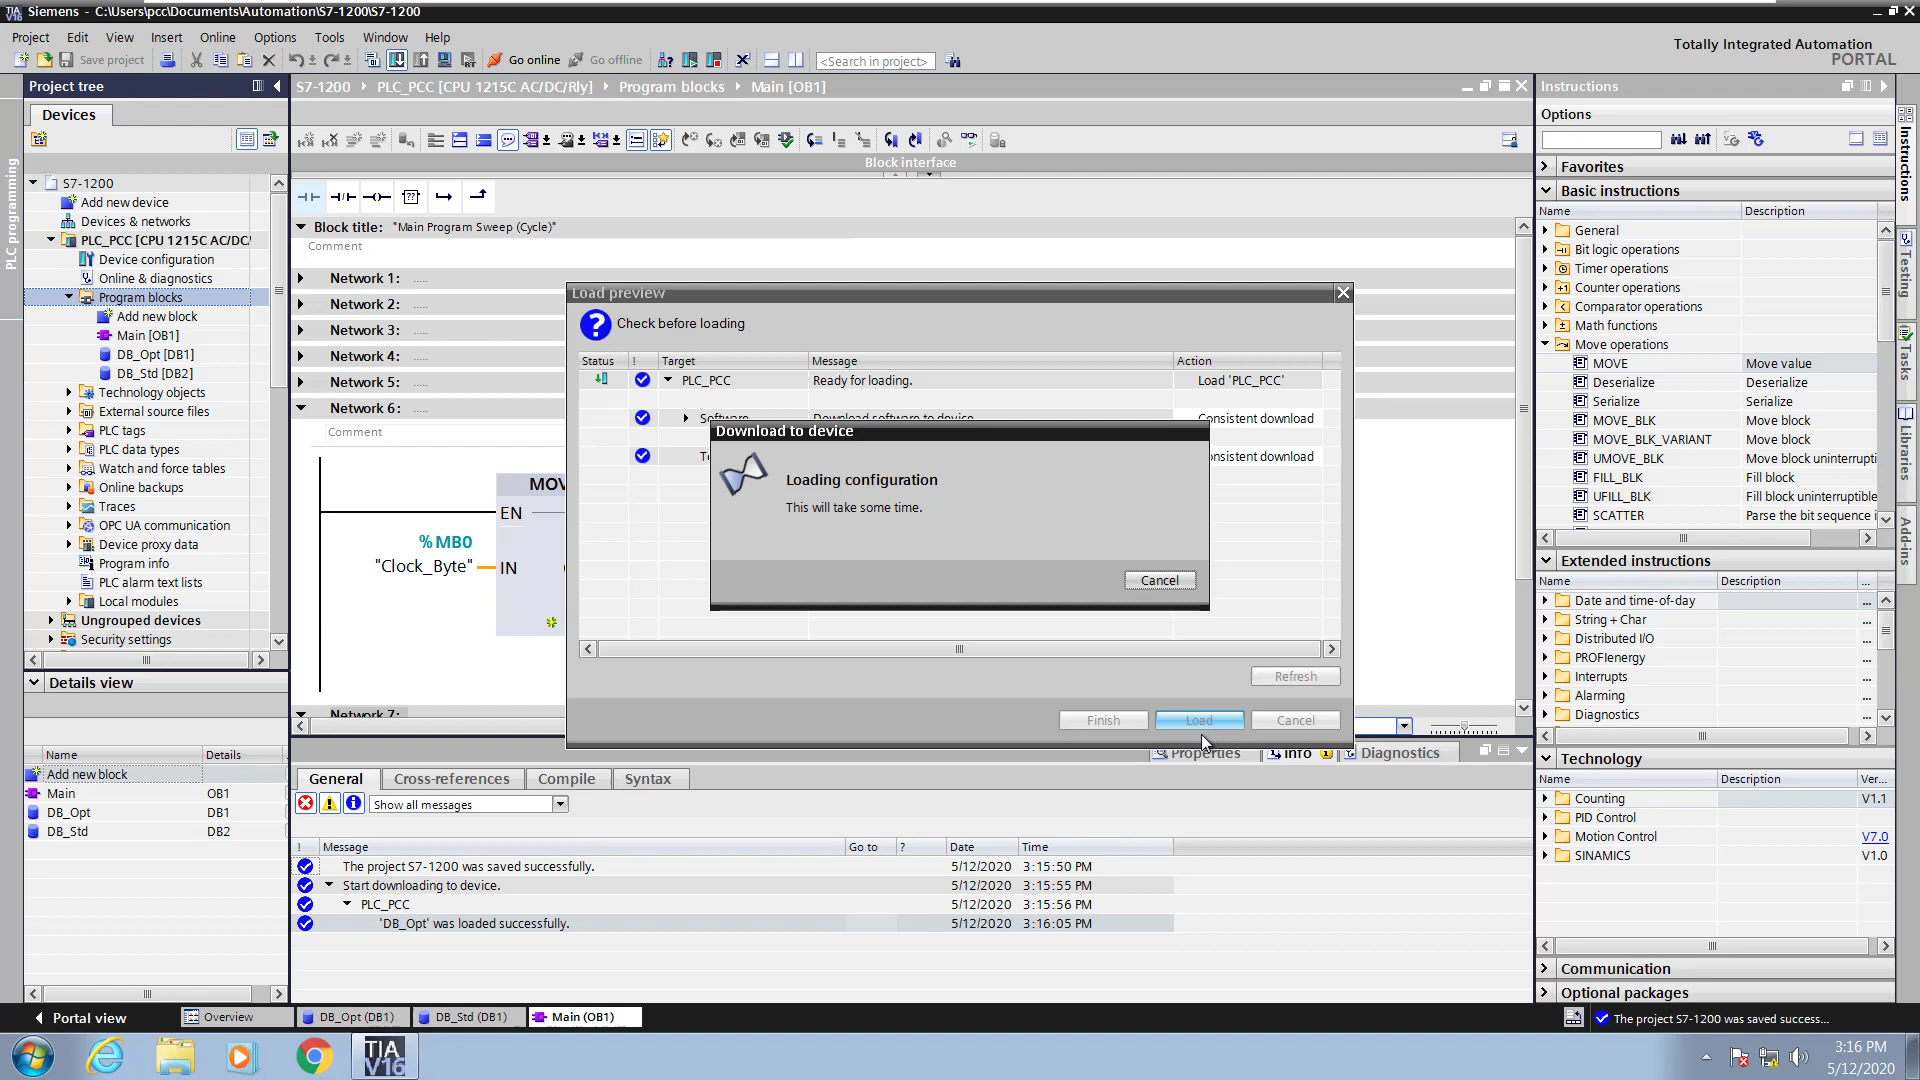 Siemens - C:\Users\pcc\Documents\Automation\S7-1200\S7-1200
Project Edit View Insert Online Options Tools Window Help
Save project
Go online
Go offline
<Search in project>
Totally Integrated Automation
PORTAL
Project tree
Devices
PLC programming
S7-1200
Add new device
Devices & networks
PLC_PCC [CPU 1215C AC/DC/
Device configuration
Online & diagnostics
Program blocks
Add new block
Main [OB1]
DB_Opt [DB1]
DB_Std [DB2]
Technology objects
External source files
PLC tags
PLC data types
Watch and force tables
Online backups
Traces
OPC UA communication
Device proxy data
Program info
PLC alarm text lists
Local modules
Ungrouped devices
Security settings
Details view
Name Details
Add new block
Main OB1
DB_Opt DB1
DB_Std DB2
S7-1200 PLC_PCC [CPU 1215C AC/DC/Rly] Program blocks Main [OB1]
Block interface
Block title: "Main Program Sweep (Cycle)"
Comment
Network 1: .....
Network 2: .....
Network 3: .....
Network 4: .....
Network 5: .....
Network 6: .....
Comment
MOV
EN
%MB0
"Clock_Byte"
IN
Network 7: .....
Load preview
Check before loading
Status ! Target Message Action
PLC_PCC Ready for loading. Load 'PLC_PCC'
Software Download software to device Consistent download
Consistent download
Download to device
Loading configuration
This will take some time.
Cancel
Refresh
Finish Load Cancel
Properties Info Diagnostics
General Cross-references Compile Syntax
Show all messages
! Message Go to ? Date Time
The project S7-1200 was saved successfully. 5/12/2020 3:15:50 PM
Start downloading to device. 5/12/2020 3:15:55 PM
PLC_PCC 5/12/2020 3:15:56 PM
'DB_Opt' was loaded successfully. 5/12/2020 3:16:05 PM
Instructions
Options
Favorites
Basic instructions
Name Description
General
Bit logic operations
Timer operations
Counter operations
Comparator operations
Math functions
Move operations
MOVE Move value
Deserialize Deserialize
Serialize Serialize
MOVE_BLK Move block
MOVE_BLK_VARIANT Move block
UMOVE_BLK Move block uninterrupti
FILL_BLK Fill block
UFILL_BLK Fill block uninterruptible
SCATTER Parse the bit sequence i
Extended instructions
Name Description ...
Date and time-of-day ...
String + Char ...
Distributed I/O ...
PROFIenergy ...
Interrupts ...
Alarming ...
Diagnostics ...
Technology
Name Description Ver...
Counting V1.1
PID Control
Motion Control V7.0
SINAMICS V1.0
Communication
Optional packages
Instructions
Testing
Tasks
Libraries
Add-ins
Portal view
Overview
DB_Opt (DB1)
DB_Std (DB1)
Main (OB1)
The project S7-1200 was saved success...
TIA
V16
3:16 PM
5/12/2020